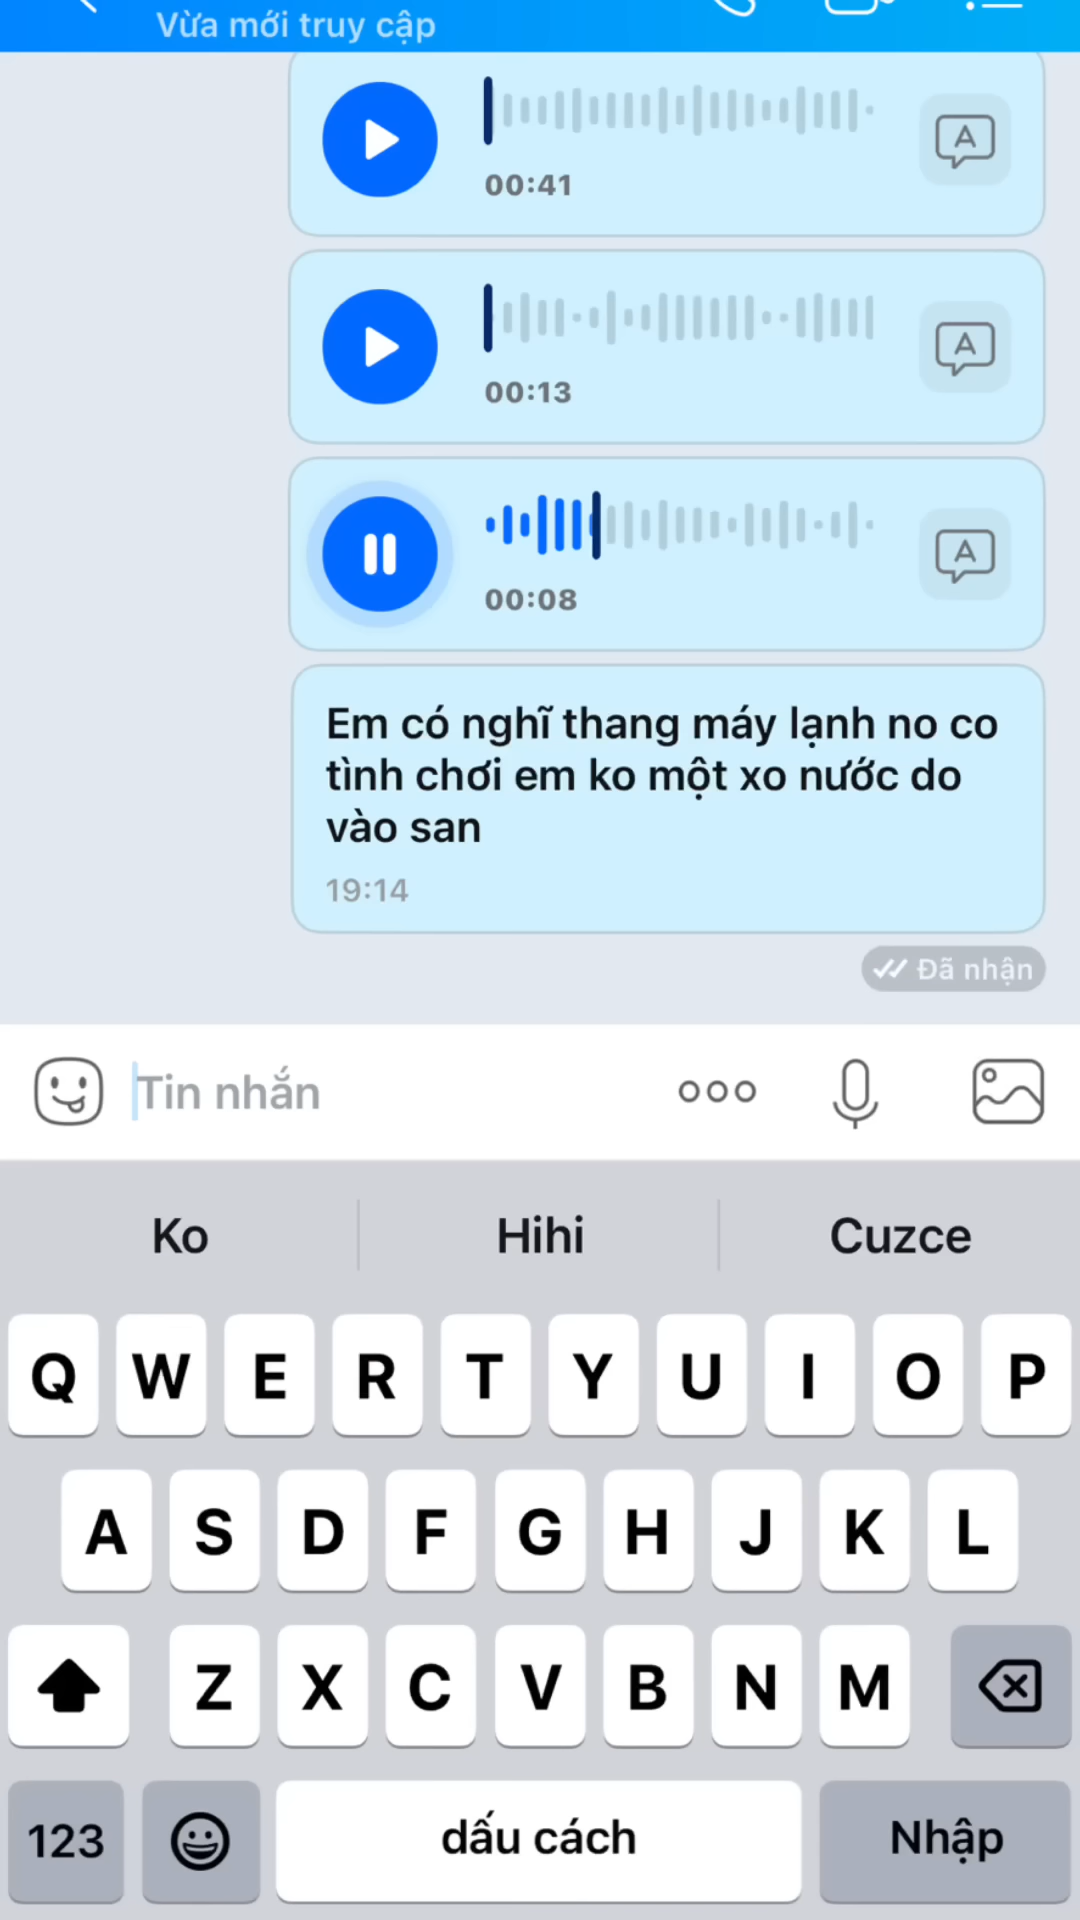 Vừa mới truy cập
00:41
A
00:13
A
00:08
A
Em có nghĩ thang máy lạnh no co
tình chơi em ko một xo nước do
vào san
19:14
Đã nhận
Tin nhắn
Ko Hihi Cuzce
Q W E R T Y U I O P
A S D F G H J K L
Z X C V B N M
123 dấu cách Nhập